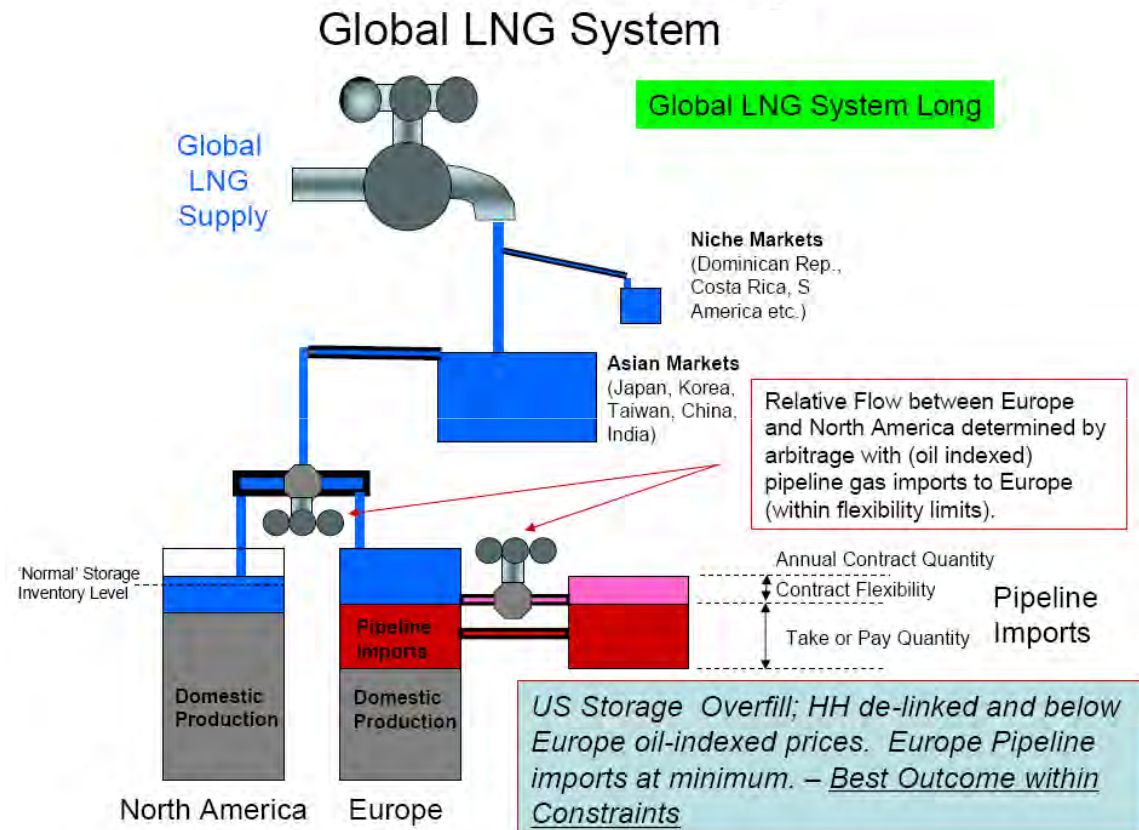 Global LNG System
Global LNG System Long
Global
LNG
Supply
Niche Markets
(Dominican Rep.,
Costa Rica, S
America etc.)
Asian Markets
(Japan, Korea,
Taiwan, China,
India)
Relative Flow between Europe
and North America determined by
arbitrage with (oil indexed)
pipeline gas imports to Europe
(within flexibility limits).
'Normal' Storage
Inventory Level
Annual Contract Quantity
Contract Flexibility
Take or Pay Quantity
Pipeline
Imports
Pipeline
Imports
Domestic
Production
Domestic
Production
US Storage Overfill; HH de-linked and below
Europe oil-indexed prices. Europe Pipeline
imports at minimum. – Best Outcome within
Constraints
North America
Europe